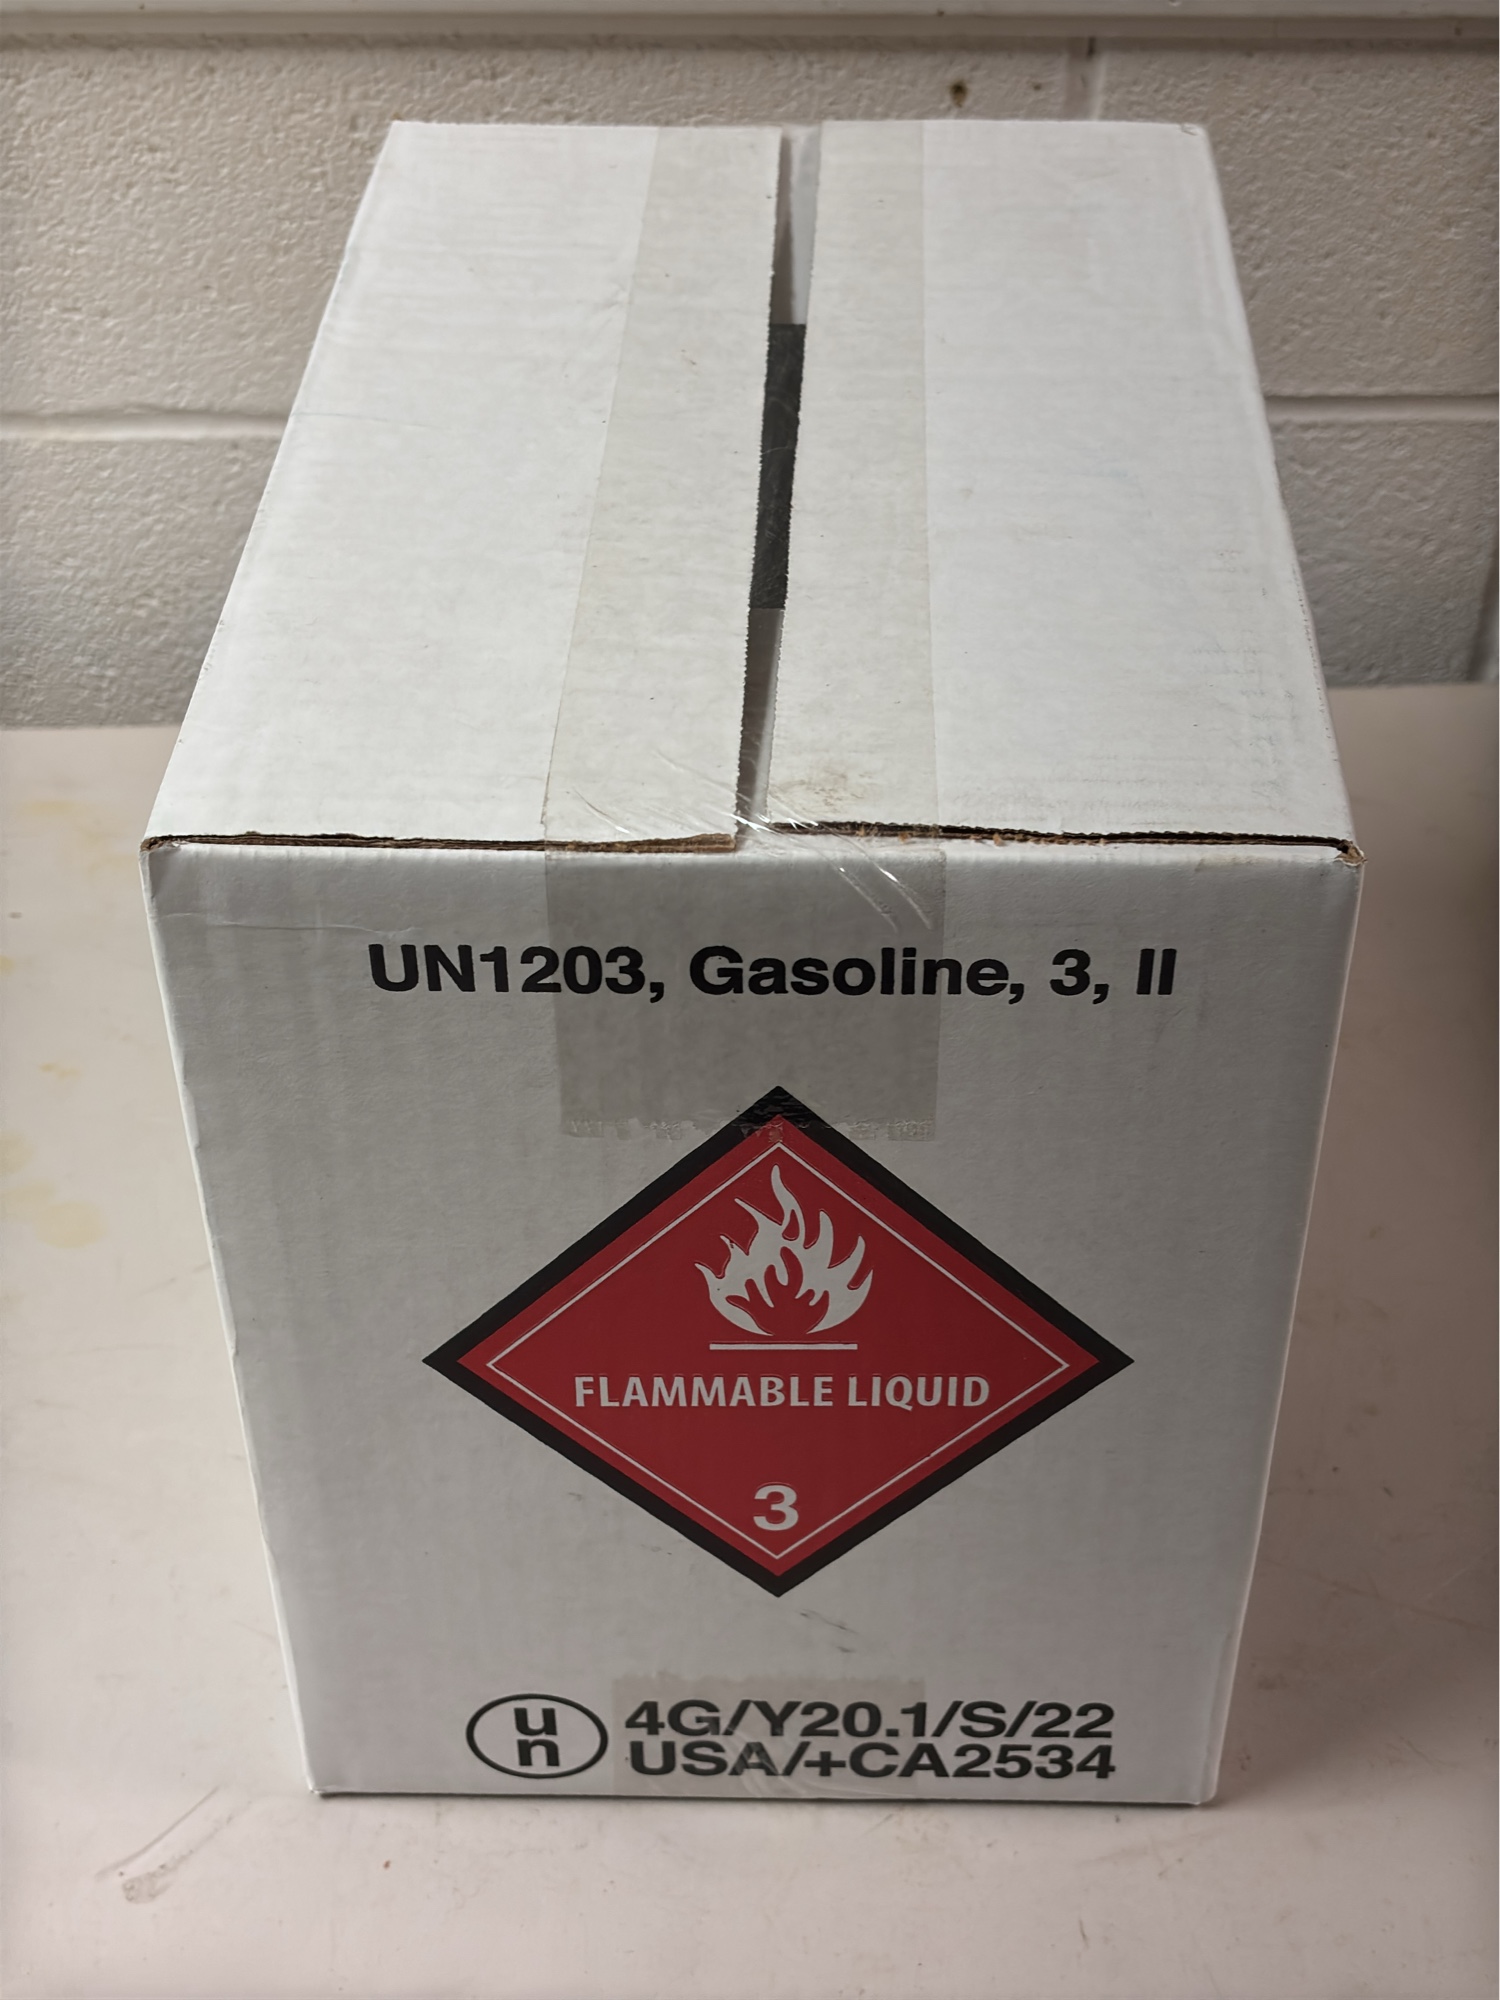 UN1203, Gasoline, 3, II
FLAMMABLE LIQUID
3
u
n
4G/Y20.1/S/22
USA/+CA2534